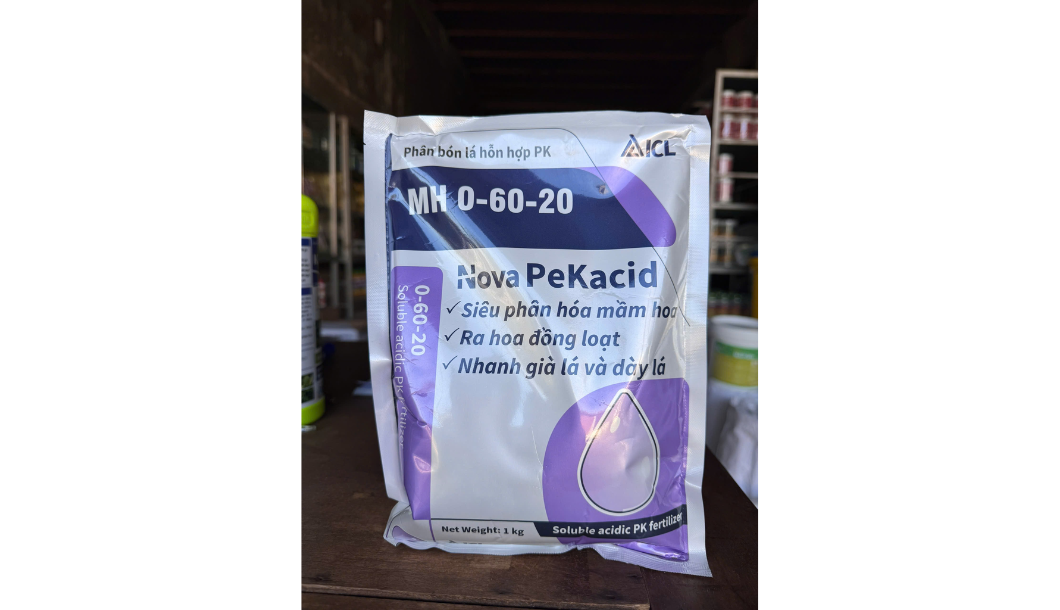 Phân bón lá hỗn hợp PK
ICL
MH 0-60-20
Nova PeKacid
✓ Siêu phân hóa mầm hoa
✓ Ra hoa đồng loạt
✓ Nhanh già lá và dày lá
0-60-20
Soluble acidic PK fertilizer
Net Weight: 1 kg
Soluble acidic PK fertilizer